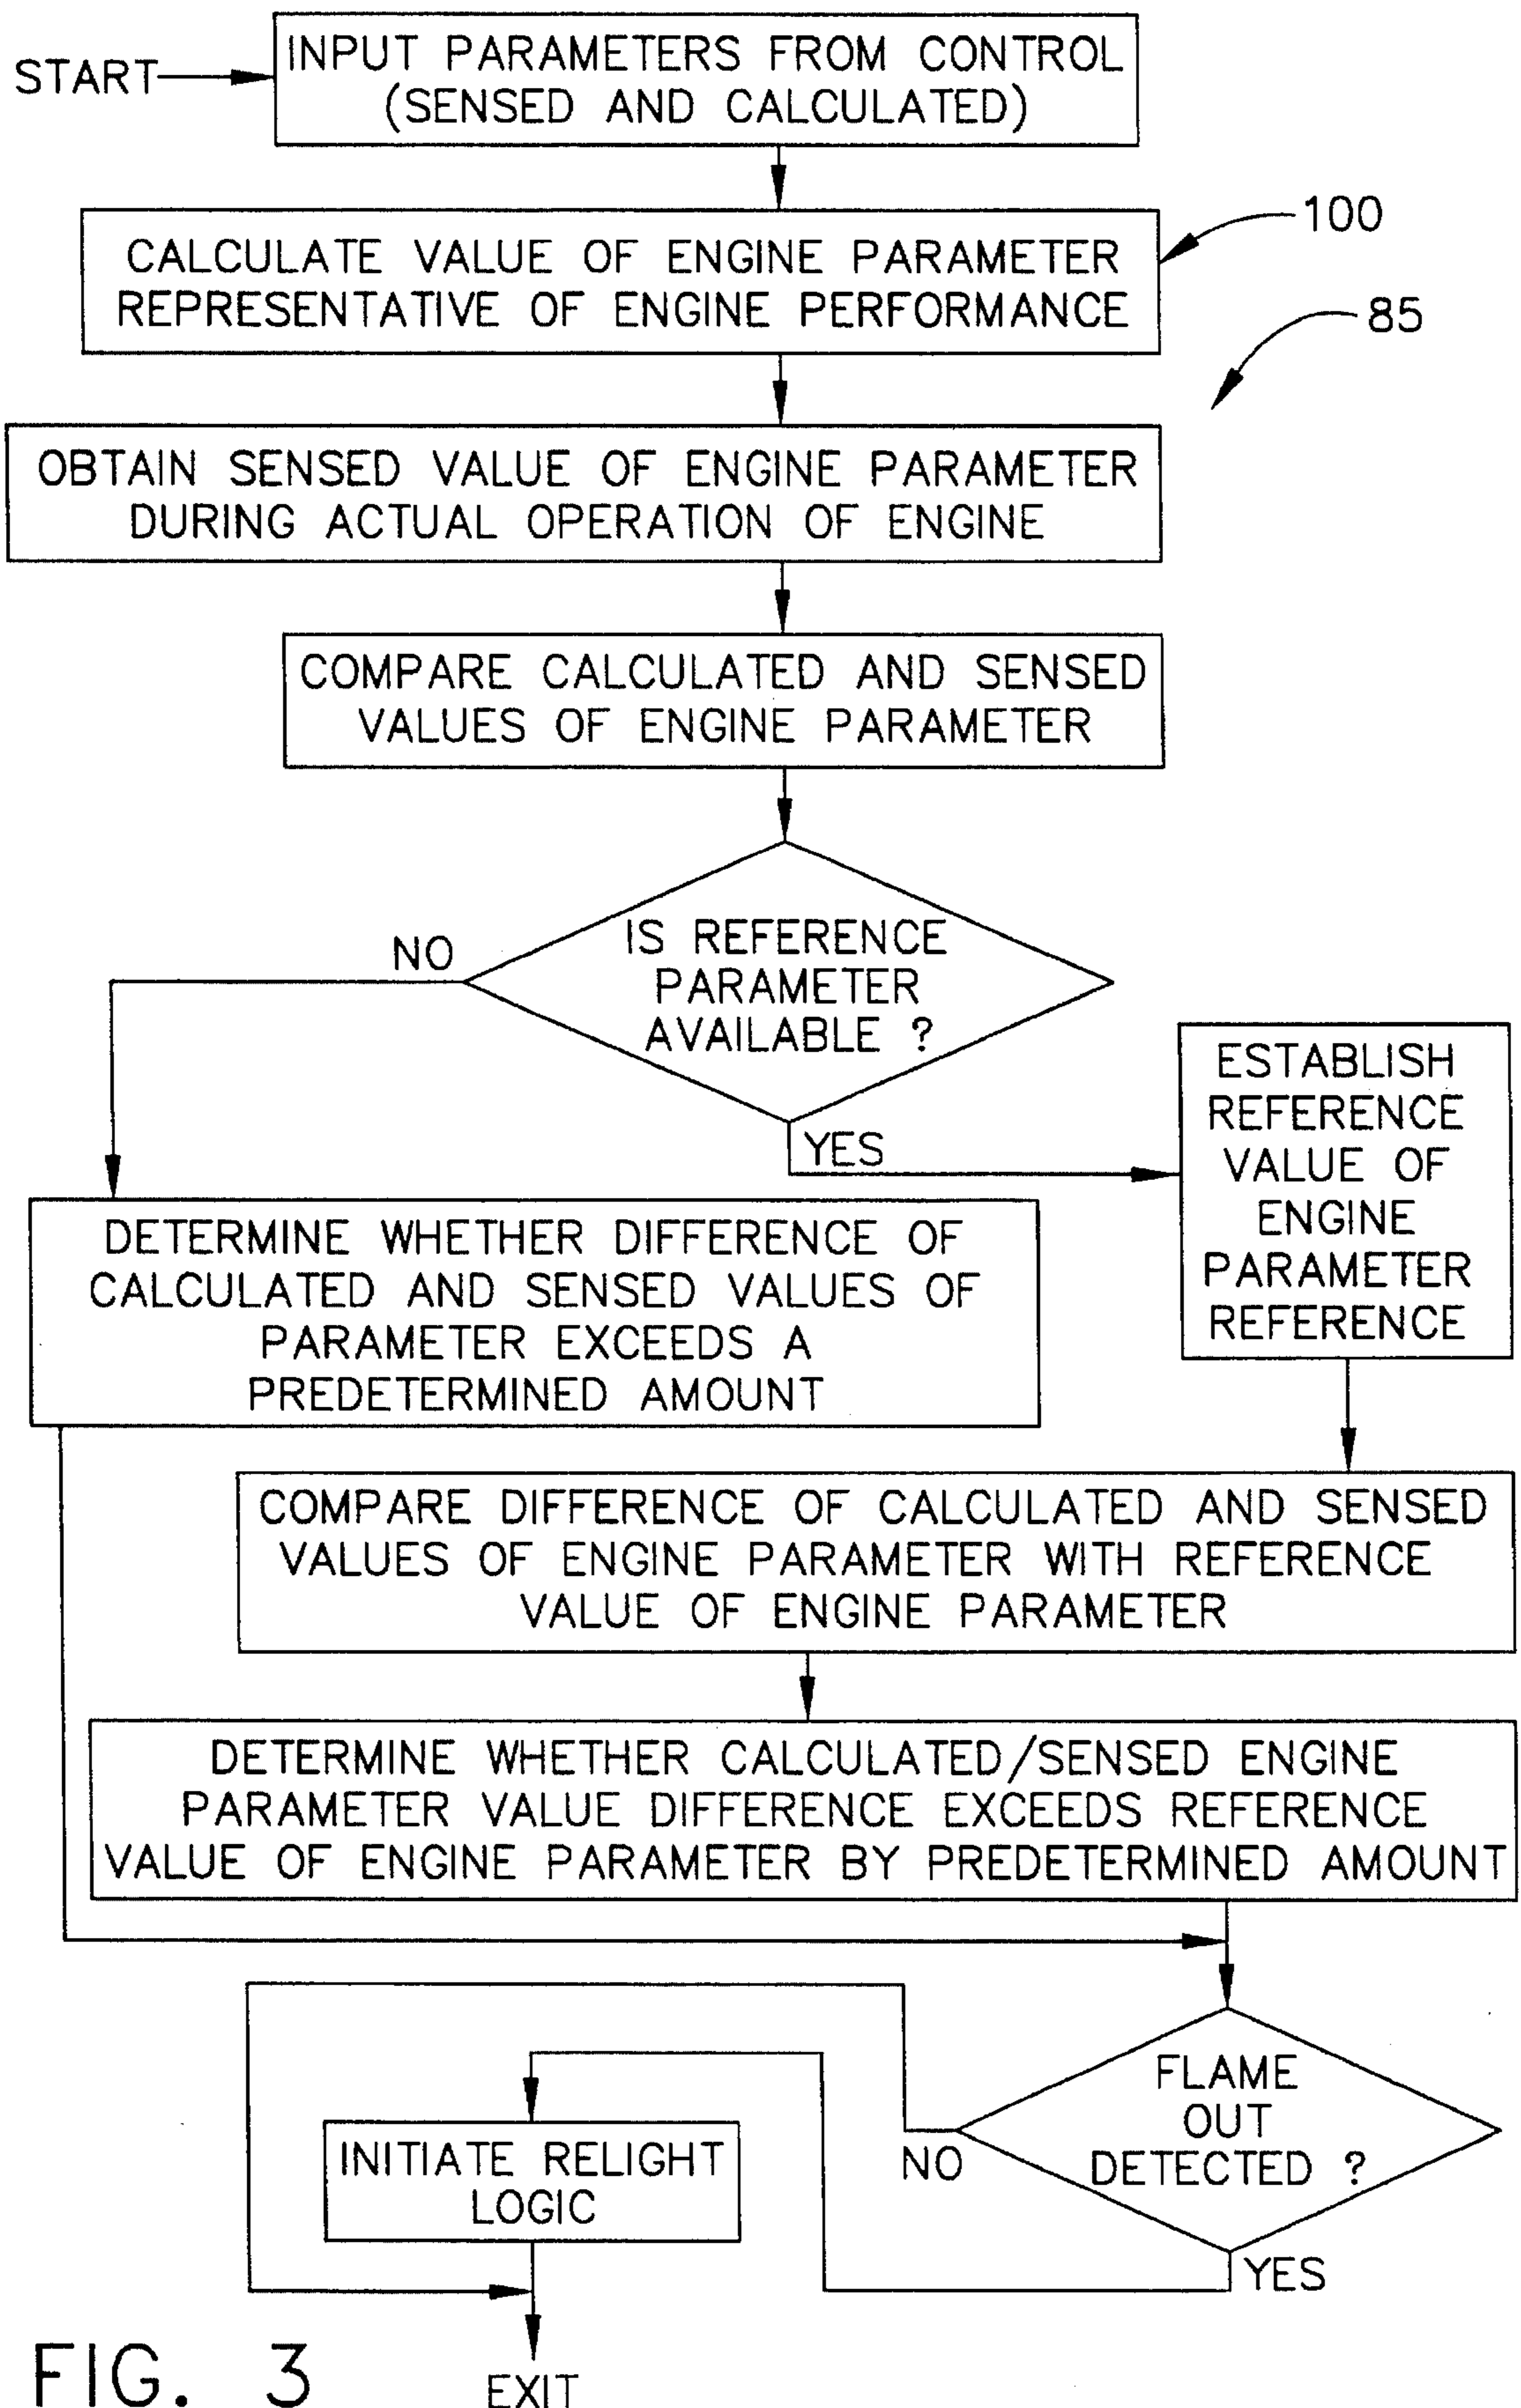 START
INPUT PARAMETERS FROM CONTROL
(SENSED AND CALCULATED)
100
CALCULATE VALUE OF ENGINE PARAMETER
REPRESENTATIVE OF ENGINE PERFORMANCE
85
OBTAIN SENSED VALUE OF ENGINE PARAMETER
DURING ACTUAL OPERATION OF ENGINE
COMPARE CALCULATED AND SENSED
VALUES OF ENGINE PARAMETER
IS REFERENCE
PARAMETER
AVAILABLE ?
NO
YES
ESTABLISH
REFERENCE
VALUE OF
ENGINE
PARAMETER
REFERENCE
DETERMINE WHETHER DIFFERENCE OF
CALCULATED AND SENSED VALUES OF
PARAMETER EXCEEDS A
PREDETERMINED AMOUNT
COMPARE DIFFERENCE OF CALCULATED AND SENSED
VALUES OF ENGINE PARAMETER WITH REFERENCE
VALUE OF ENGINE PARAMETER
DETERMINE WHETHER CALCULATED/SENSED ENGINE
PARAMETER VALUE DIFFERENCE EXCEEDS REFERENCE
VALUE OF ENGINE PARAMETER BY PREDETERMINED AMOUNT
FLAME
OUT
DETECTED ?
NO
YES
INITIATE RELIGHT
LOGIC
EXIT
FIG. 3